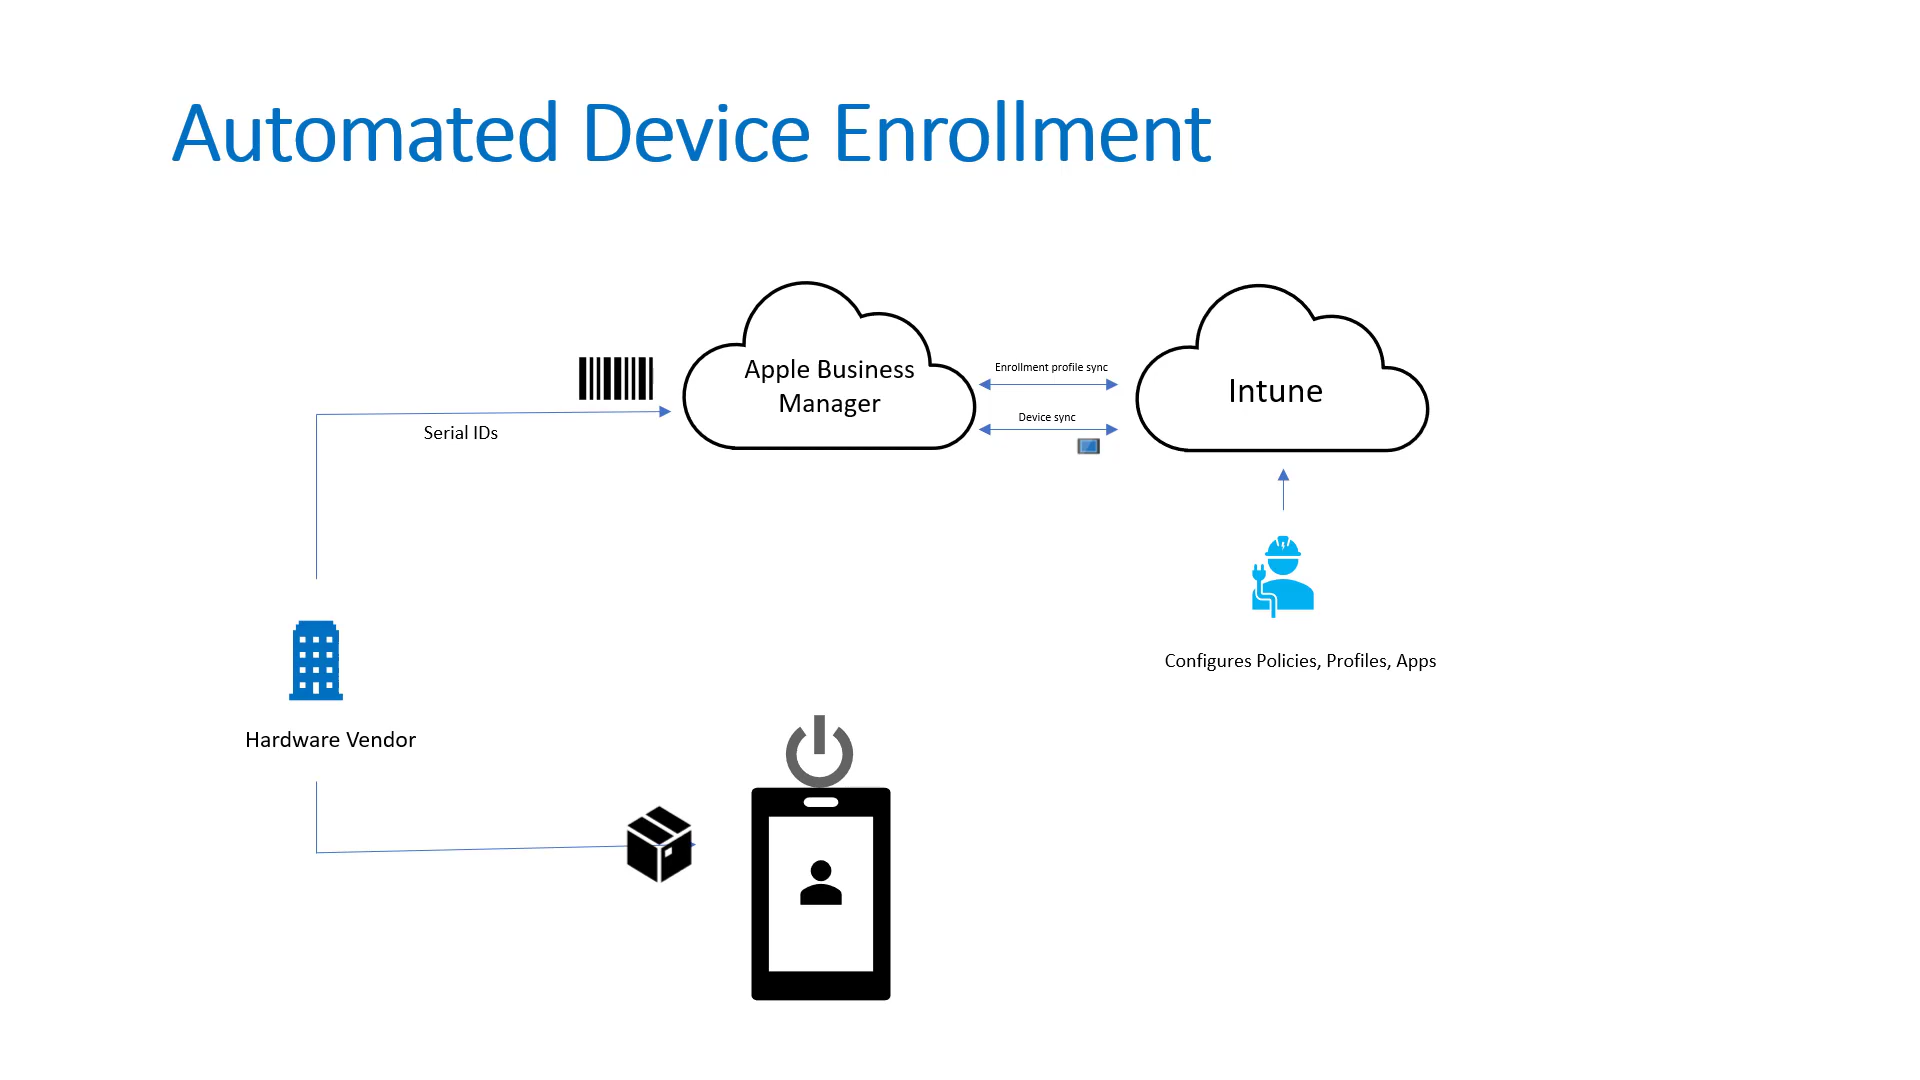 Automated Device Enrollment
Apple Business
Manager
Enrollment profile sync
Device sync
Intune
Serial IDs
Configures Policies, Profiles, Apps
Hardware Vendor